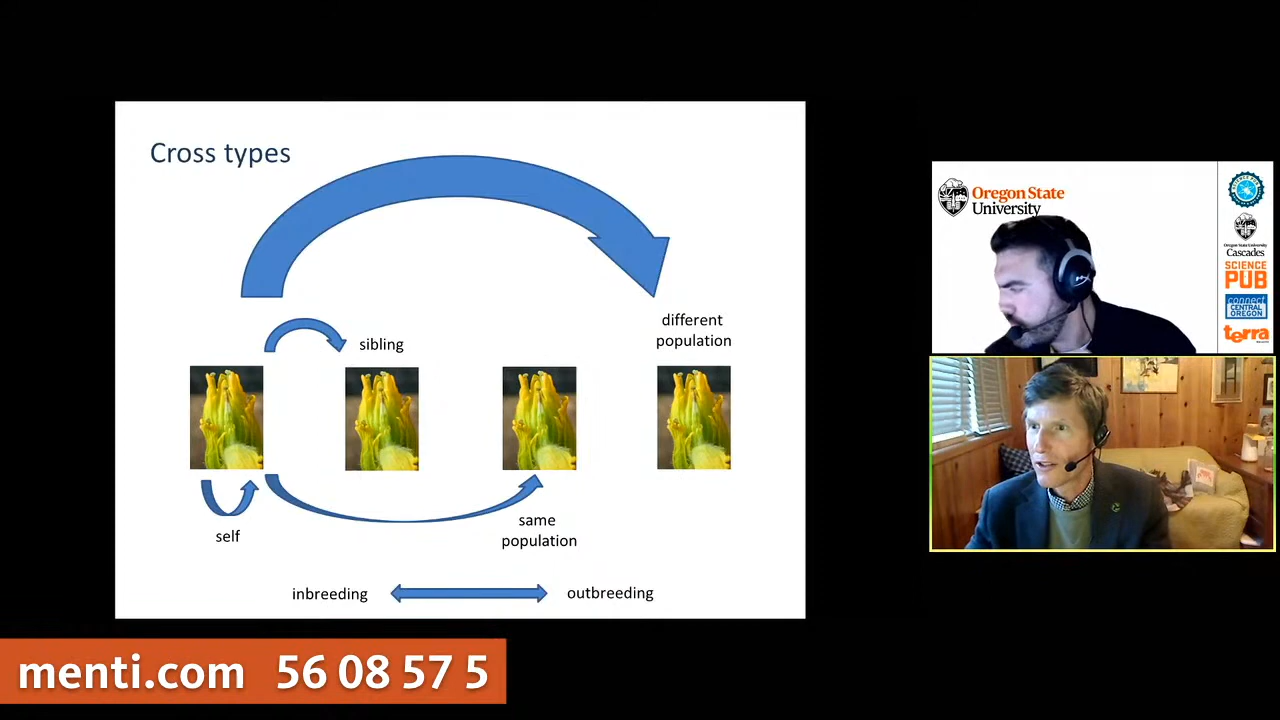 Cross types
different
population
sibling
self
same
population
inbreeding
outbreeding
Oregon State
University
Oregon State University
Cascades
SCIENCE
PUB
connect
CENTRAL
OREGON
terra
menti.com 56 08 57 5